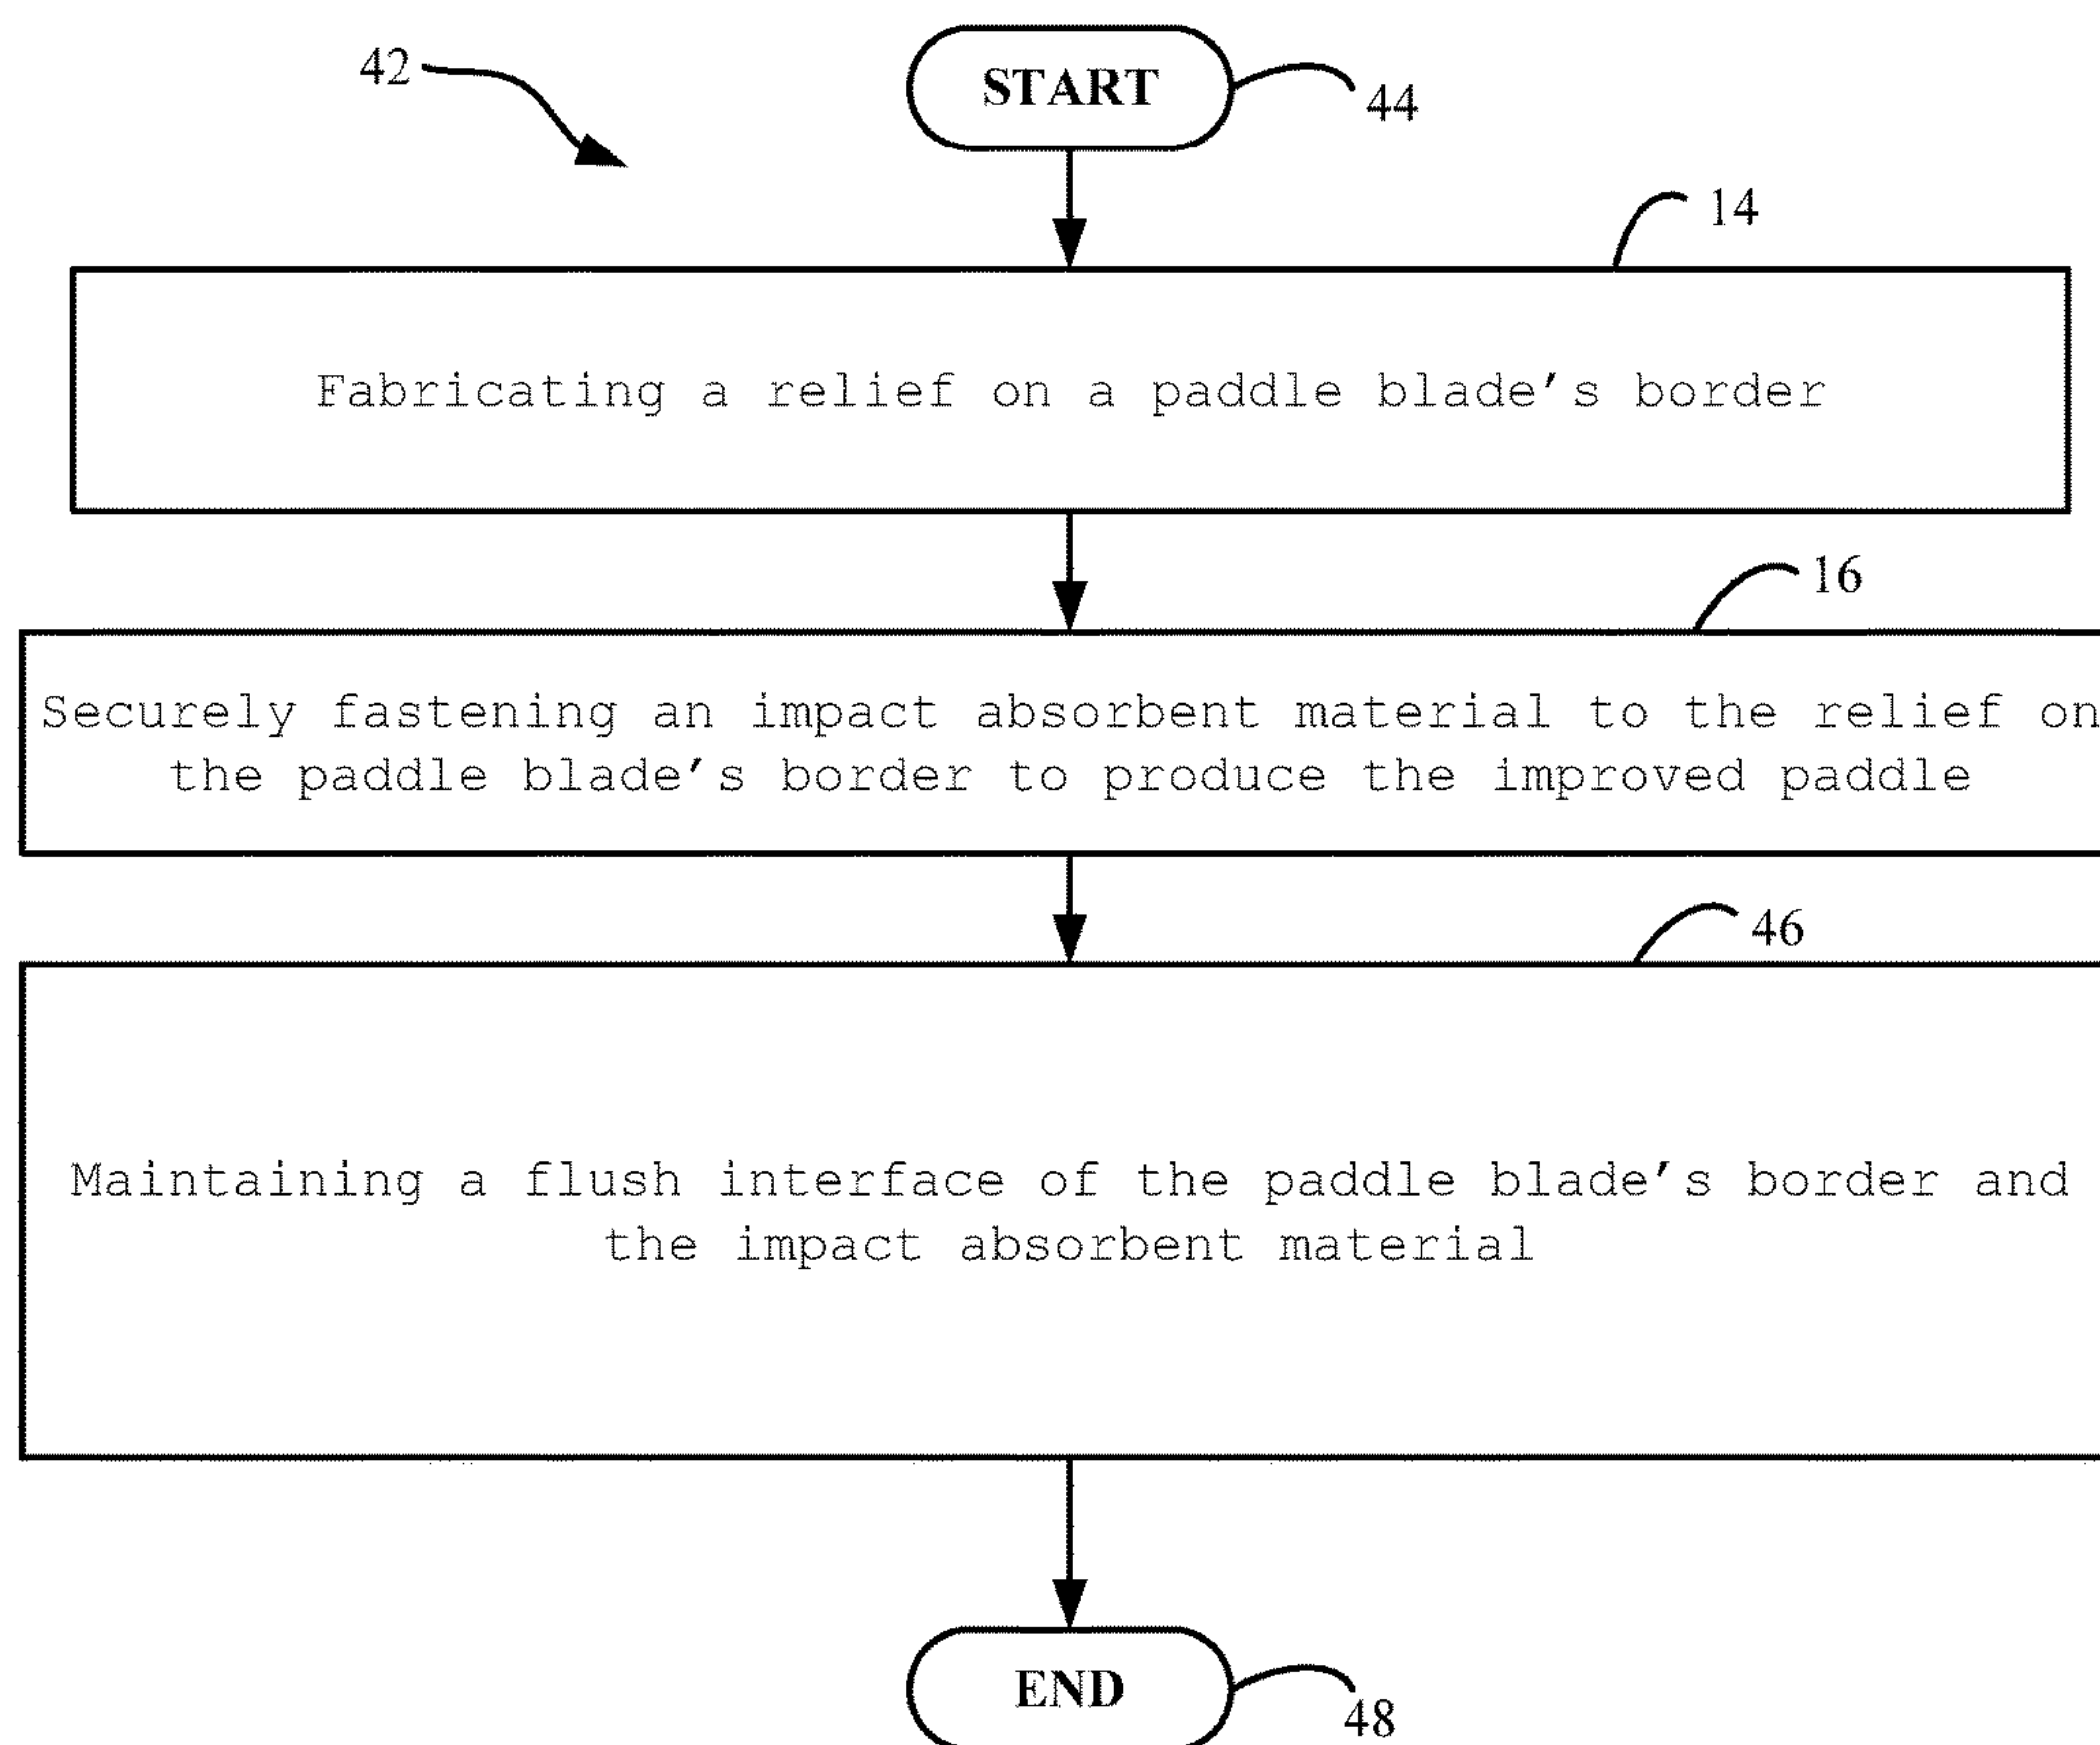 42
START
44
14
Fabricating a relief on a paddle blade's border
16
Securely fastening an impact absorbent material to the relief on
the paddle blade's border to produce the improved paddle
46
Maintaining a flush interface of the paddle blade's border and
the impact absorbent material
END
48